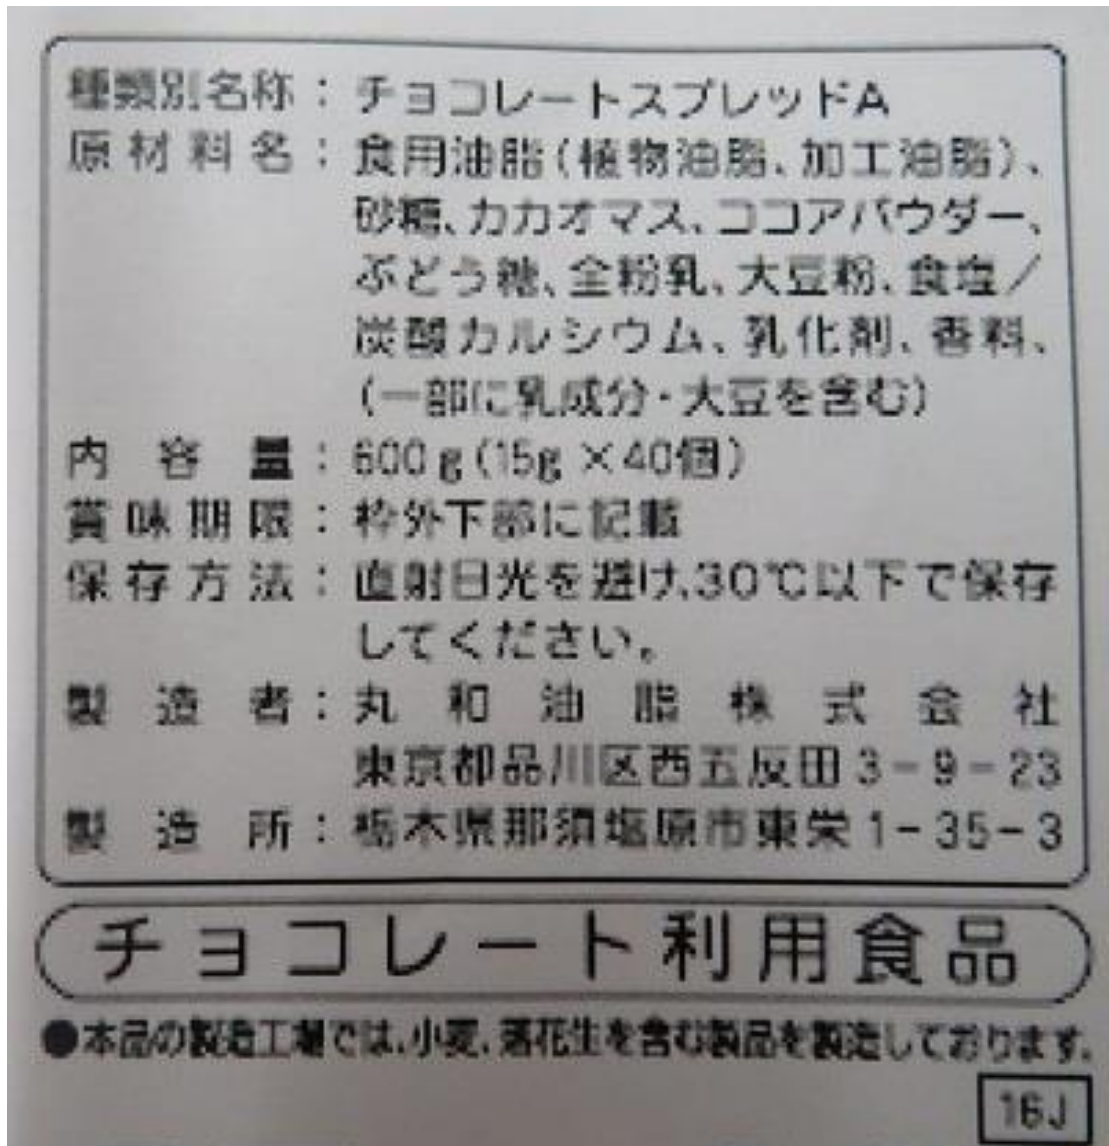 種類別名称：チョコレートスプレッドA
原材料名：食用油脂(植物油脂、加工油脂)、
砂糖、カカオマス、ココアパウダー、
ぶどう糖、全粉乳、大豆粉、食塩／
炭酸カルシウム、乳化剤、香料、
(一部に乳成分・大豆を含む)
内容量：600g(15g×40個)
賞味期限：枠外下部に記載
保存方法：直射日光を避け、30℃以下で保存
してください。
製造者：丸和油脂株式会社
東京都品川区西五反田3-9-23
製造所：栃木県那須塩原市東栄1-35-3
チョコレート利用食品
●本品の製造工場では、小麦、落花生を含む製品を製造しております。
16J